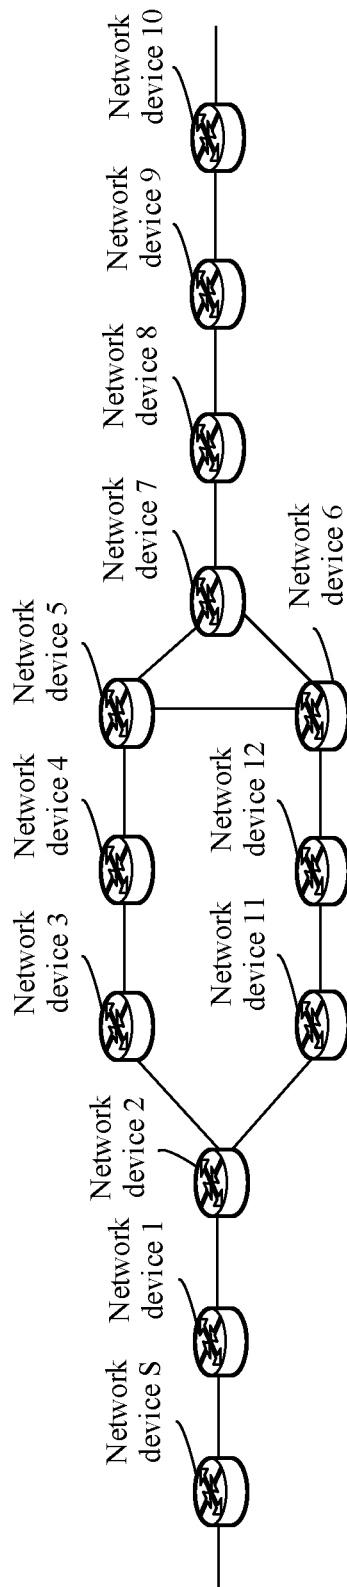 Network
device S
Network
device 1
Network
device 2
Network
device 3
Network
device 4
Network
device 5
Network
device 11
Network
device 12
Network
device 6
Network
device 7
Network
device 8
Network
device 9
Network
device 10